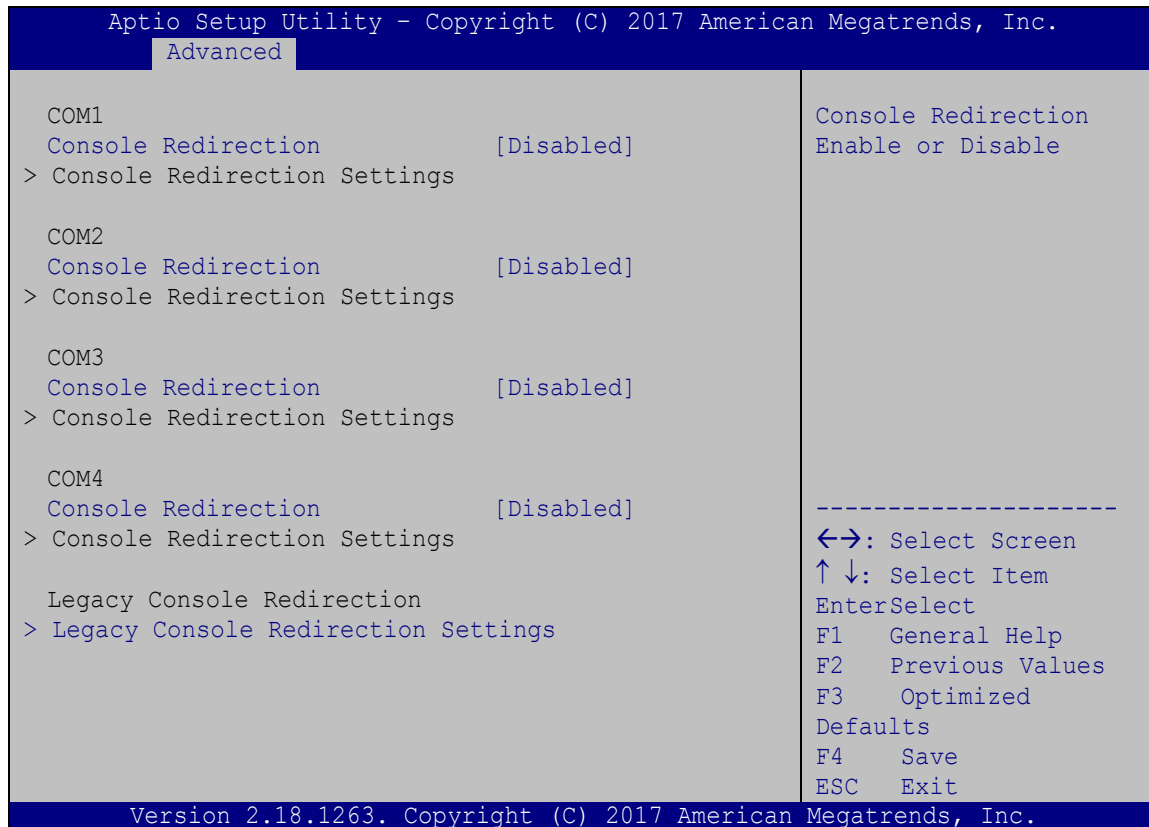 Aptio Setup Utility – Copyright (C) 2017 American Megatrends, Inc.
Advanced
COM1
Console Redirection [Disabled]
> Console Redirection Settings
COM2
Console Redirection [Disabled]
> Console Redirection Settings
COM3
Console Redirection [Disabled]
> Console Redirection Settings
COM4
Console Redirection [Disabled]
> Console Redirection Settings
Legacy Console Redirection
> Legacy Console Redirection Settings
Console Redirection
Enable or Disable
---------------------
←→: Select Screen
↑ ↓: Select Item
EnterSelect
F1 General Help
F2 Previous Values
F3 Optimized
Defaults
F4 Save
ESC Exit
Version 2.18.1263. Copyright (C) 2017 American Megatrends, Inc.